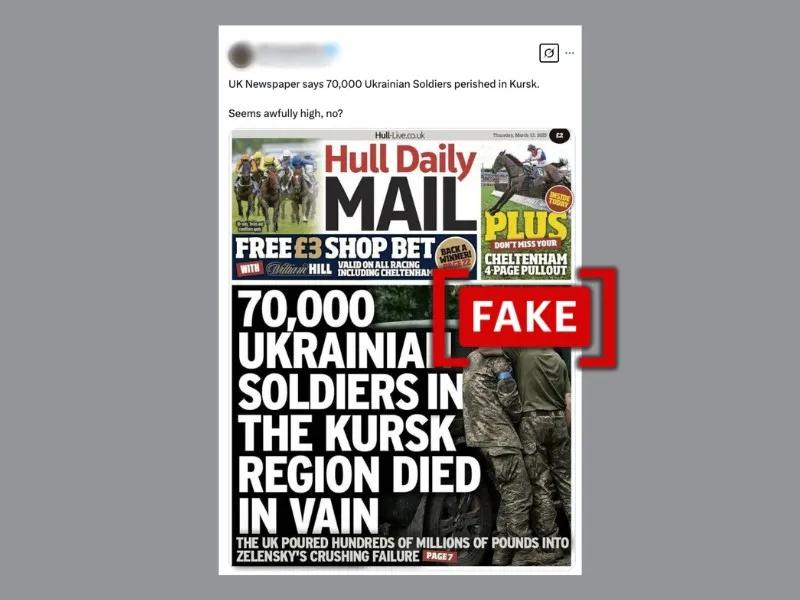 UK Newspaper says 70,000 Ukrainian Soldiers perished in Kursk.
Seems awfully high, no?
Hull-Live.co.uk
Thursday, March 13, 2025
£2
Hull Daily
MAIL
INSIDE
TODAY
PLUS
DON'T MISS YOUR
CHELTENHAM
4-PAGE PULLOUT
FREE £3 SHOP BET
WITH William HILL
VALID ON ALL RACING
INCLUDING CHELTENHAM
BACK A
WINNER!
PAGE 22
FAKE
70,000
UKRAINIAN
SOLDIERS IN
THE KURSK
REGION DIED
IN VAIN
THE UK POURED HUNDREDS OF MILLIONS OF POUNDS INTO
ZELENSKY'S CRUSHING FAILURE PAGE 7